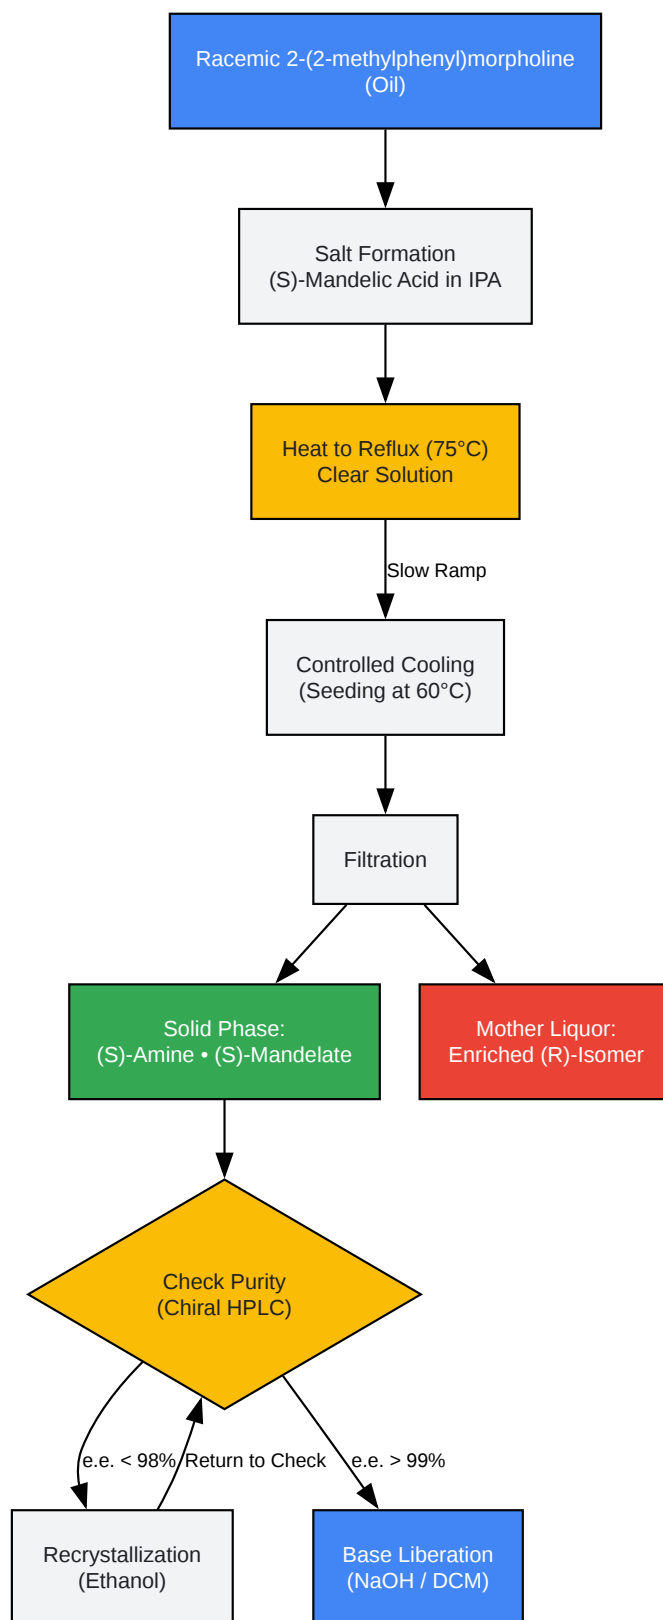 Racemic 2-(2-methylphenyl)morpholine
(Oil)
Salt Formation
(S)-Mandelic Acid in IPA
Heat to Reflux (75°C)
Clear Solution
Slow Ramp
Controlled Cooling
(Seeding at 60°C)
Filtration
Solid Phase:
(S)-Amine • (S)-Mandelate
Mother Liquor:
Enriched (R)-Isomer
Check Purity
(Chiral HPLC)
e.e. < 98%
Return to Check
e.e. > 99%
Recrystallization
(Ethanol)
Base Liberation
(NaOH / DCM)